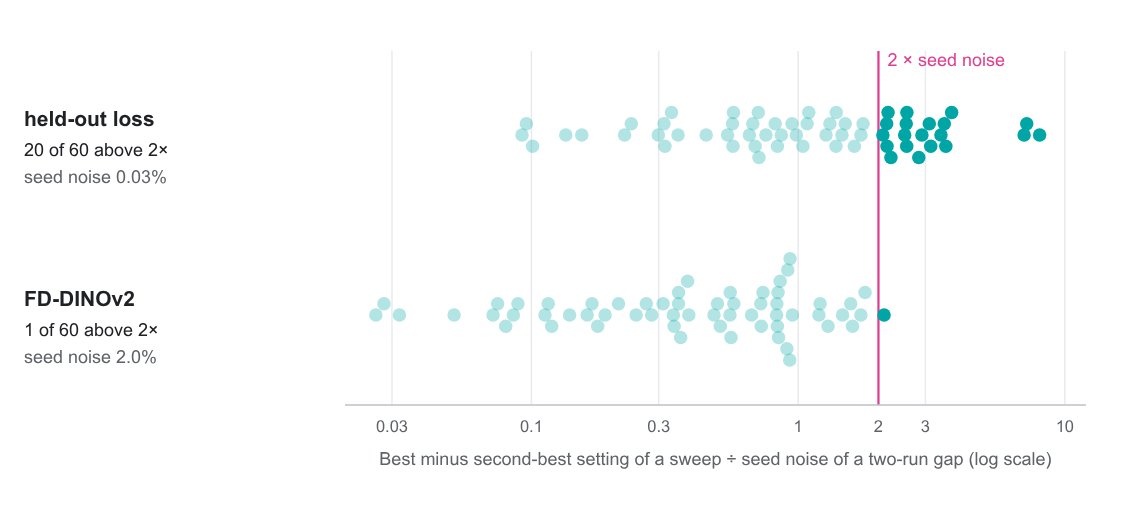 2 × seed noise
held-out loss
20 of 60 above 2×
seed noise 0.03%
FD-DINOv2
1 of 60 above 2×
seed noise 2.0%
0.03 0.1 0.3 1 2 3 10
Best minus second-best setting of a sweep ÷ seed noise of a two-run gap (log scale)